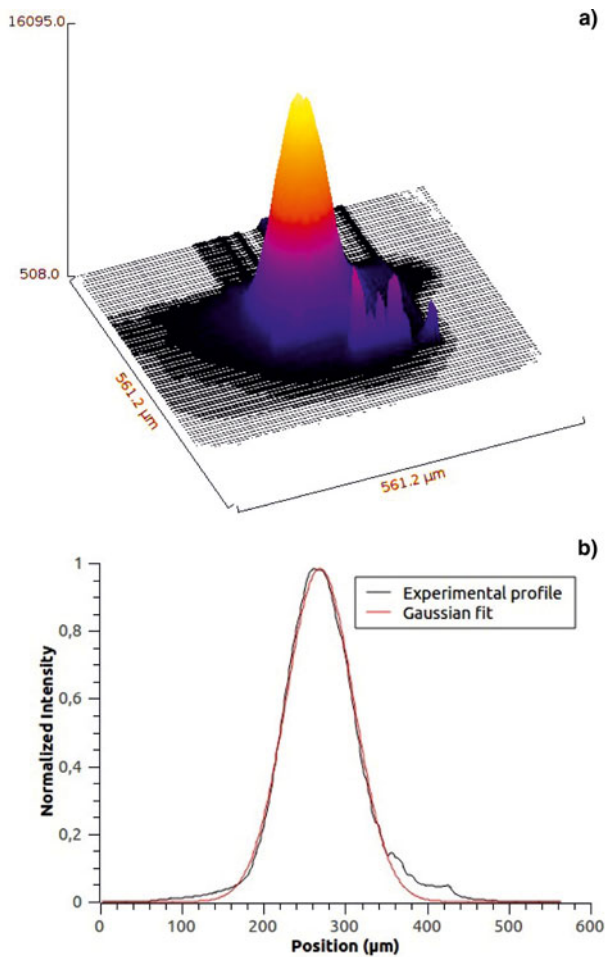 16095.0
a)
508.0
561.2 µm
561.2 µm
b)
1
0,8
0,6
0,4
0,2
0
Normalized Intensity
Experimental profile
Gaussian fit
0 100 200 300 400 500 600
Position (µm)